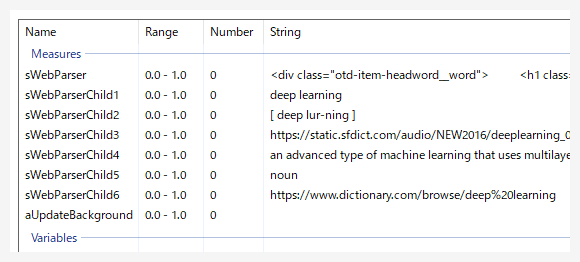 Name Range Number String
Measures
sWebParser 0.0 - 1.0 0 <div class="otd-item-headword__word"> <h1 clas
sWebParserChild1 0.0 - 1.0 0 deep learning
sWebParserChild2 0.0 - 1.0 0 [ deep lur-ning ]
sWebParserChild3 0.0 - 1.0 0 https://static.sfdict.com/audio/NEW2016/deeplearning_0
sWebParserChild4 0.0 - 1.0 0 an advanced type of machine learning that uses multilaye
sWebParserChild5 0.0 - 1.0 0 noun
sWebParserChild6 0.0 - 1.0 0 https://www.dictionary.com/browse/deep%20learning
aUpdateBackground 0.0 - 1.0 0
Variables